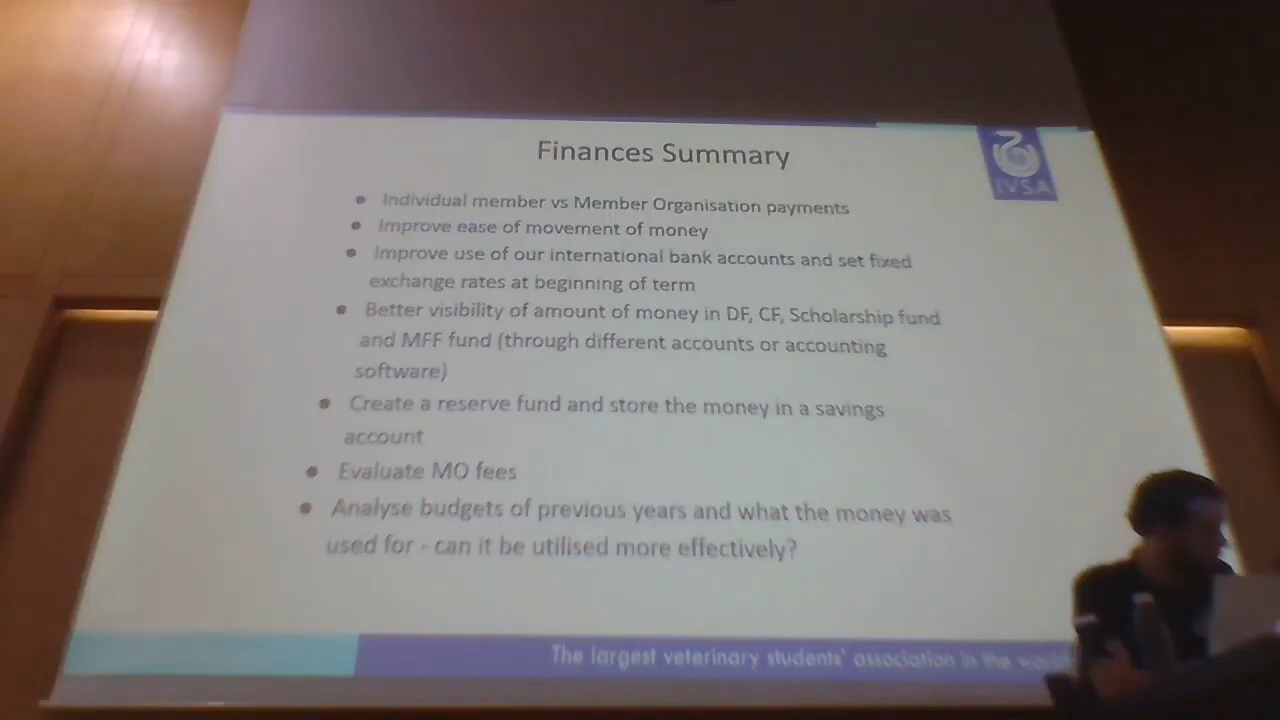 Finances Summary
IVSA
● Individual member vs Member Organisation payments
● Improve ease of movement of money
● Improve use of our international bank accounts and set fixed
exchange rates at beginning of term
● Better visibility of amount of money in DF, CF, Scholarship fund
and MFF fund (through different accounts or accounting
software)
● Create a reserve fund and store the money in a savings
account
● Evaluate MO fees
● Analyse budgets of previous years and what the money was
used for - can it be utilised more effectively?
The largest veterinary students' association in the